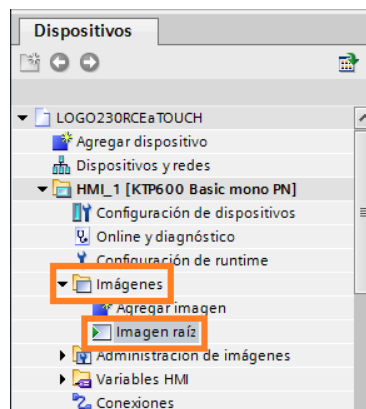 Dispositivos
LOGO230RCEaTOUCH
Agregar dispositivo
Dispositivos y redes
HMI_1 [KTP600 Basic mono PN]
Configuración de dispositivos
Online y diagnóstico
Configuración de runtime
Imágenes
Agregar imagen
Imagen raíz
Administración de imágenes
Variables HMI
Conexiones